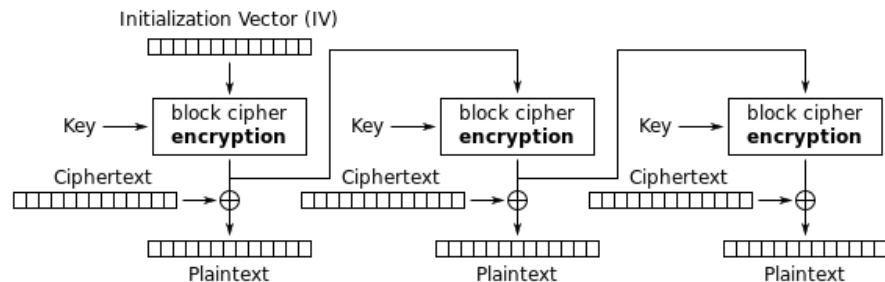 Initialization Vector (IV)
Key
block cipher
encryption
Key
block cipher
encryption
Key
block cipher
encryption
Ciphertext
Ciphertext
Ciphertext
Plaintext
Plaintext
Plaintext